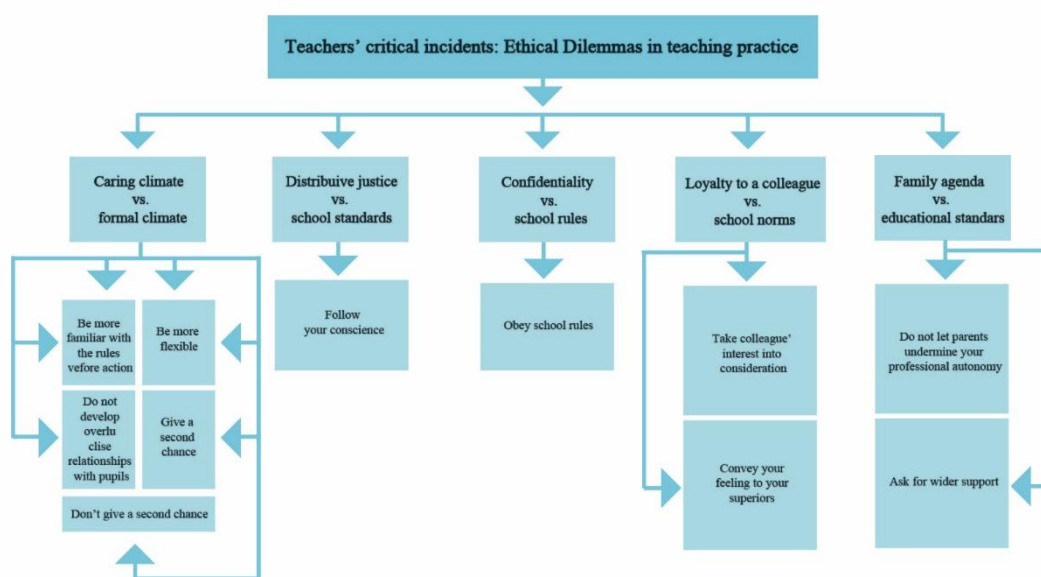 Teachers' critical incidents: Ethical Dilemmas in teaching practice
Caring climate
vs.
formal climate
Distribuive justice
vs.
school standards
Confidentiality
vs.
school rules
Loyalty to a colleague
vs.
school norms
Family agenda
vs.
educational standars
Be more
familiar with
the rules
vefore action
Be more
flexible
Do not
develop
overlu
clise
relationships
with pupils
Give a
second
chance
Don't give a second chance
Follow
your conscience
Obey school rules
Take colleague'
interest into
consideration
Convey your
feeling to your
superiors
Do not let parents
undermine your
professional autonomy
Ask for wider support